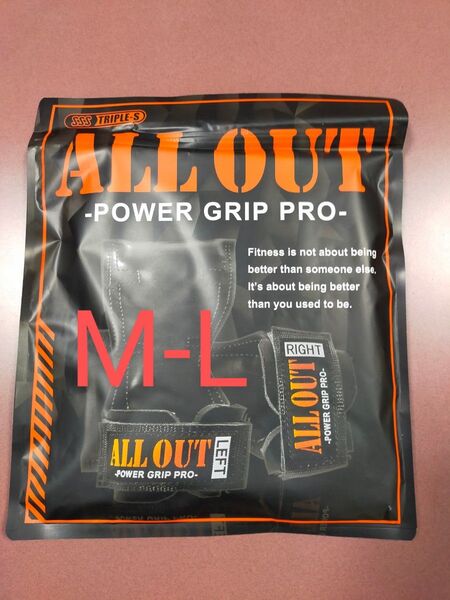 SSS TRIPLE-S
ALL OUT
-POWER GRIP PRO-
Fitness is not about being
better than someone else.
It's about being better
than you used to be.
M-L
RIGHT
ALL OUT
-POWER GRIP PRO-
ALL OUT
LEFT
-POWER GRIP PRO-